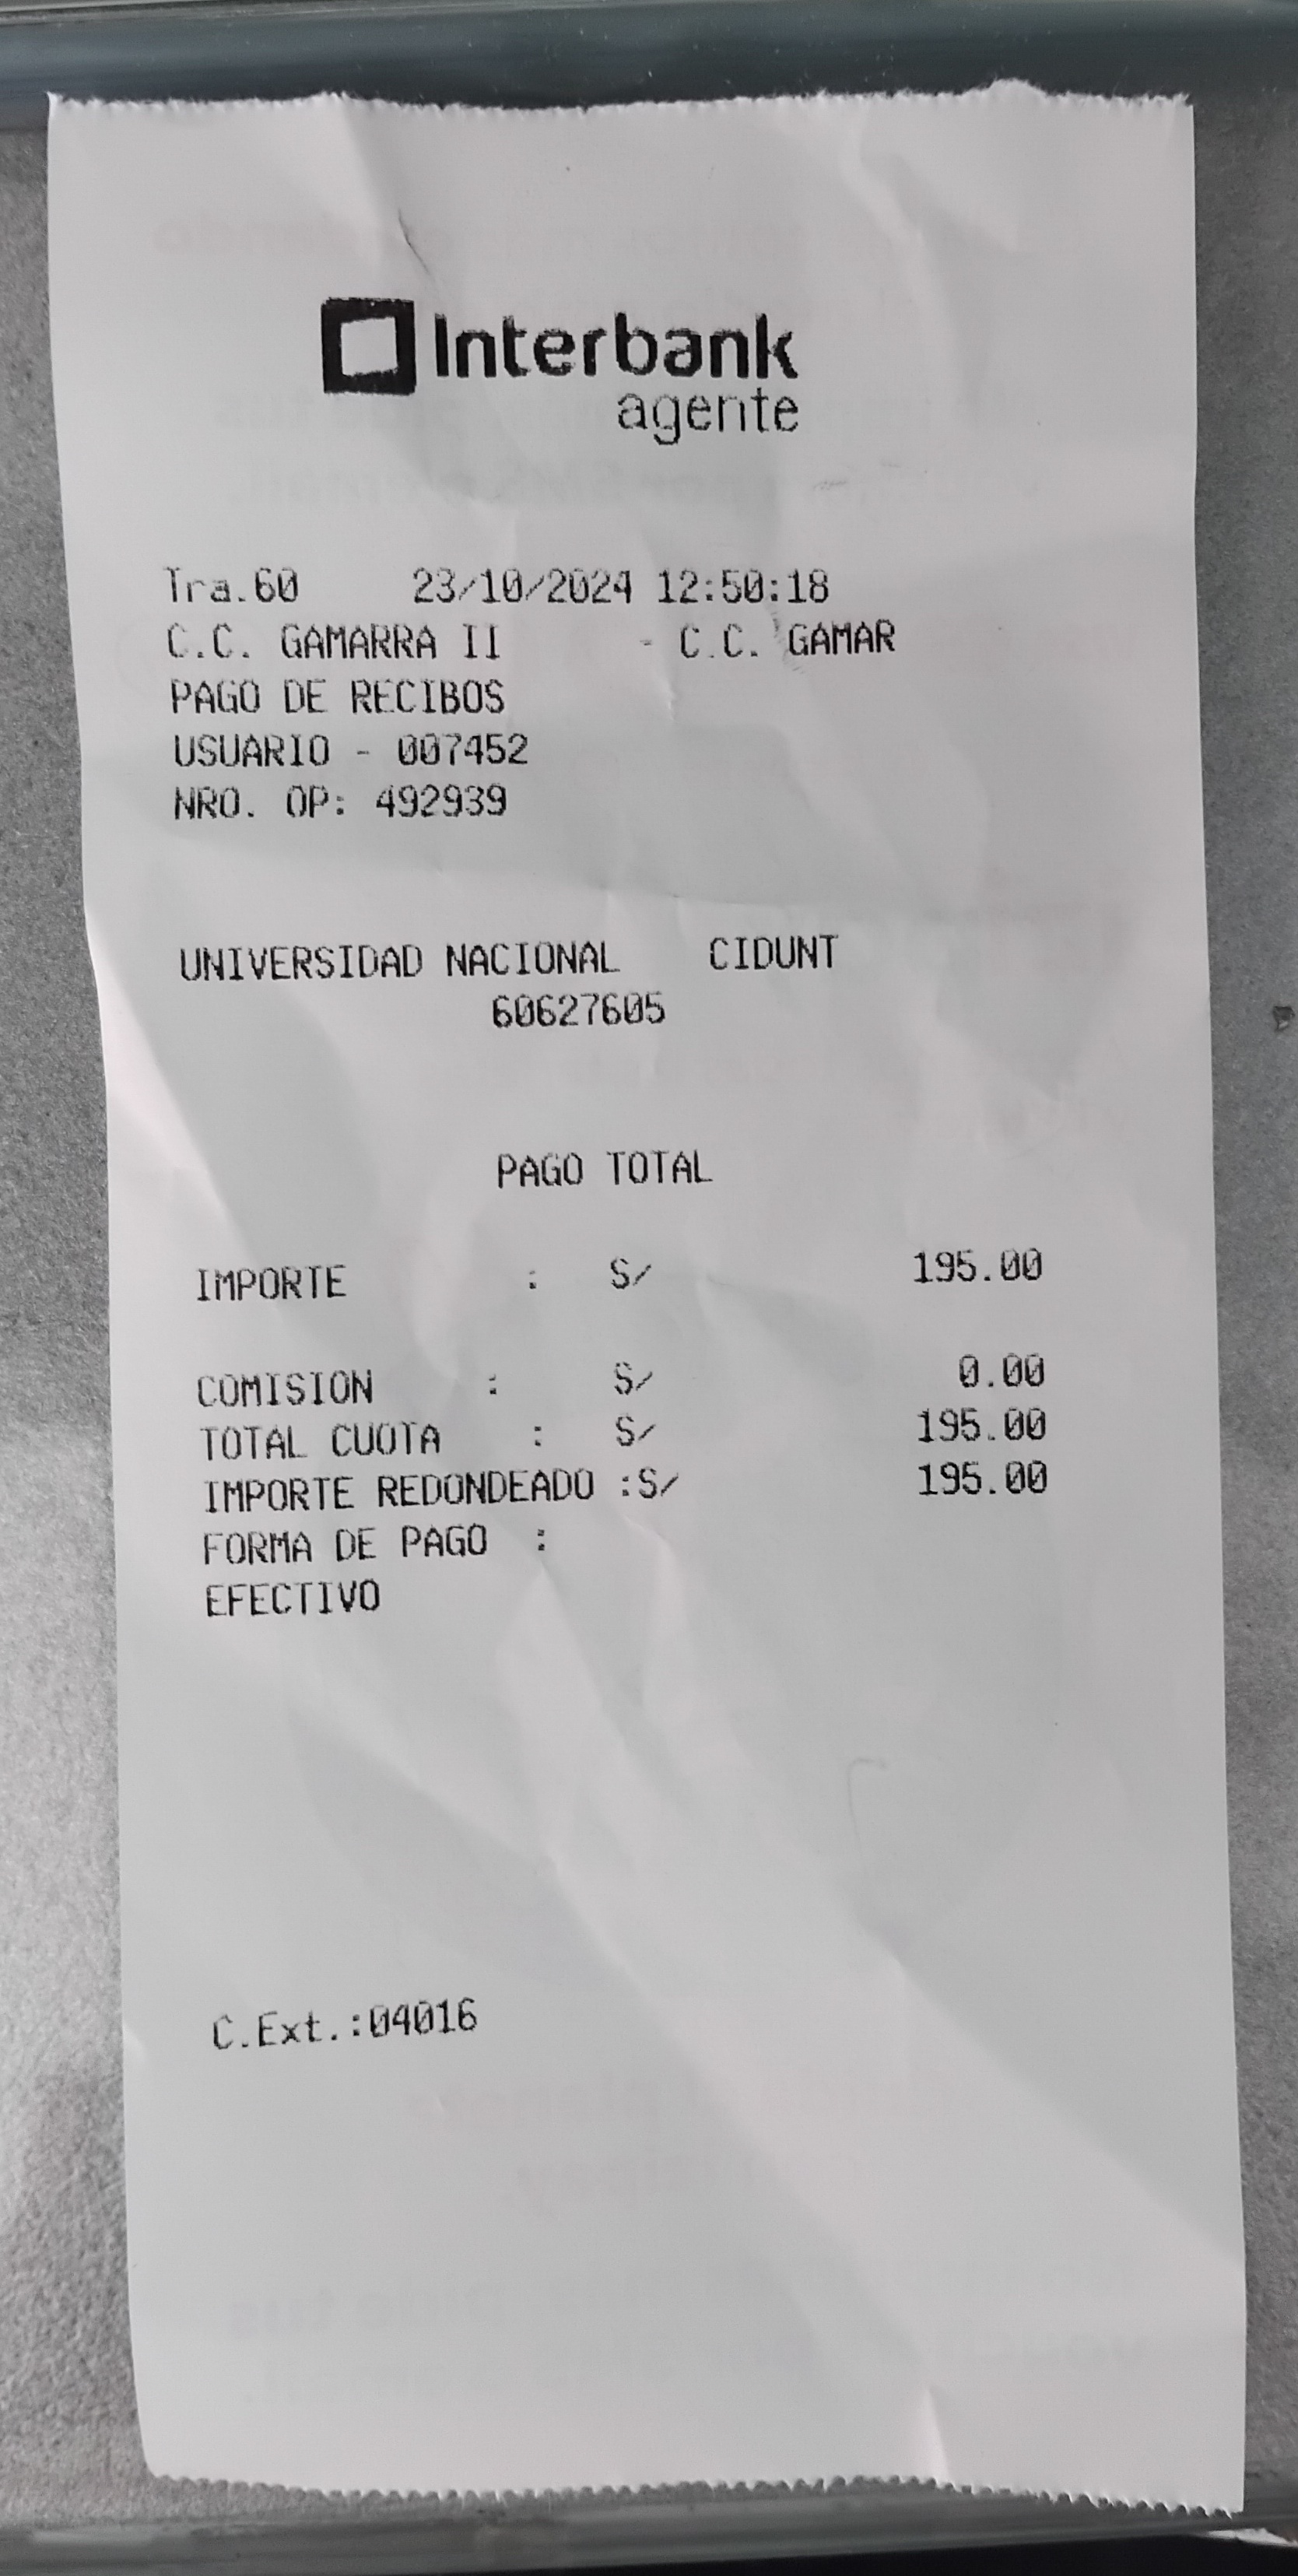 Interbank
agente
Tra.60 23/10/2024 12:50:18
C.C. GAMARRA II - C.C. GAMAR
PAGO DE RECIBOS
USUARIO - 007452
NRO. OP: 492939
UNIVERSIDAD NACIONAL CIDUNT
60627605
PAGO TOTAL
IMPORTE : S/ 195.00
COMISION : S/ 0.00
TOTAL CUOTA : S/ 195.00
IMPORTE REDONDEADO :S/ 195.00
FORMA DE PAGO :
EFECTIVO
C.Ext.:04016